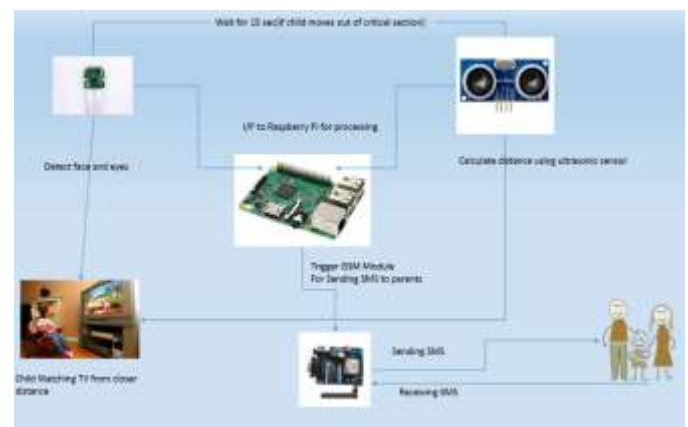 Wait for 10 sec(if child moves out of critical section)
I/P to Raspberry Pi for processing
Detect face and eyes
Calculate distance using ultrasonic sensor
Trigger GSM Module
For Sending SMS to parents
Sending SMS
Child Watching TV from closer
distance
Receiving SMS